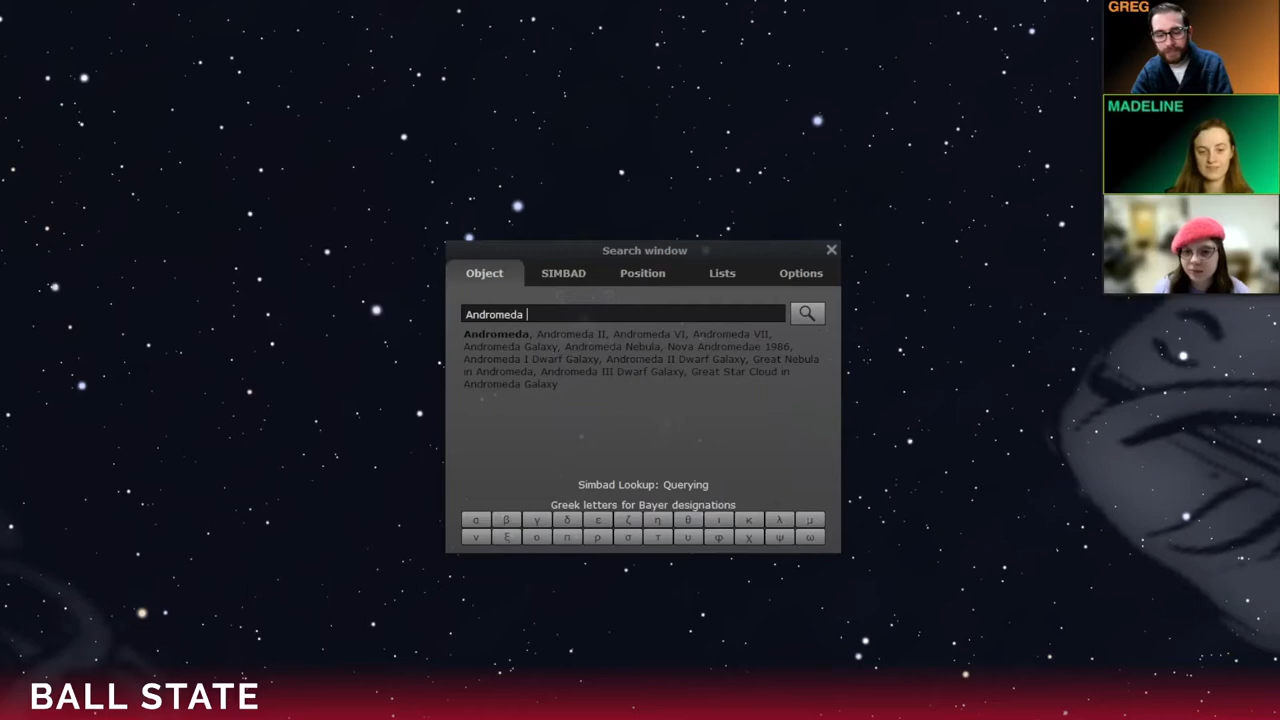 GREG
MADELINE
Search window
Object SIMBAD Position Lists Options
Andromeda
Andromeda, Andromeda II, Andromeda VI, Andromeda VII,
Andromeda Galaxy, Andromeda Nebula, Nova Andromedae 1986,
Andromeda I Dwarf Galaxy, Andromeda II Dwarf Galaxy, Great Nebula
in Andromeda, Andromeda III Dwarf Galaxy, Great Star Cloud in
Andromeda Galaxy
Simbad Lookup: Querying
Greek letters for Bayer designations
α β γ δ ε ζ η θ ι κ λ μ
ν ξ ο π ρ σ τ υ φ χ ψ ω
BALL STATE